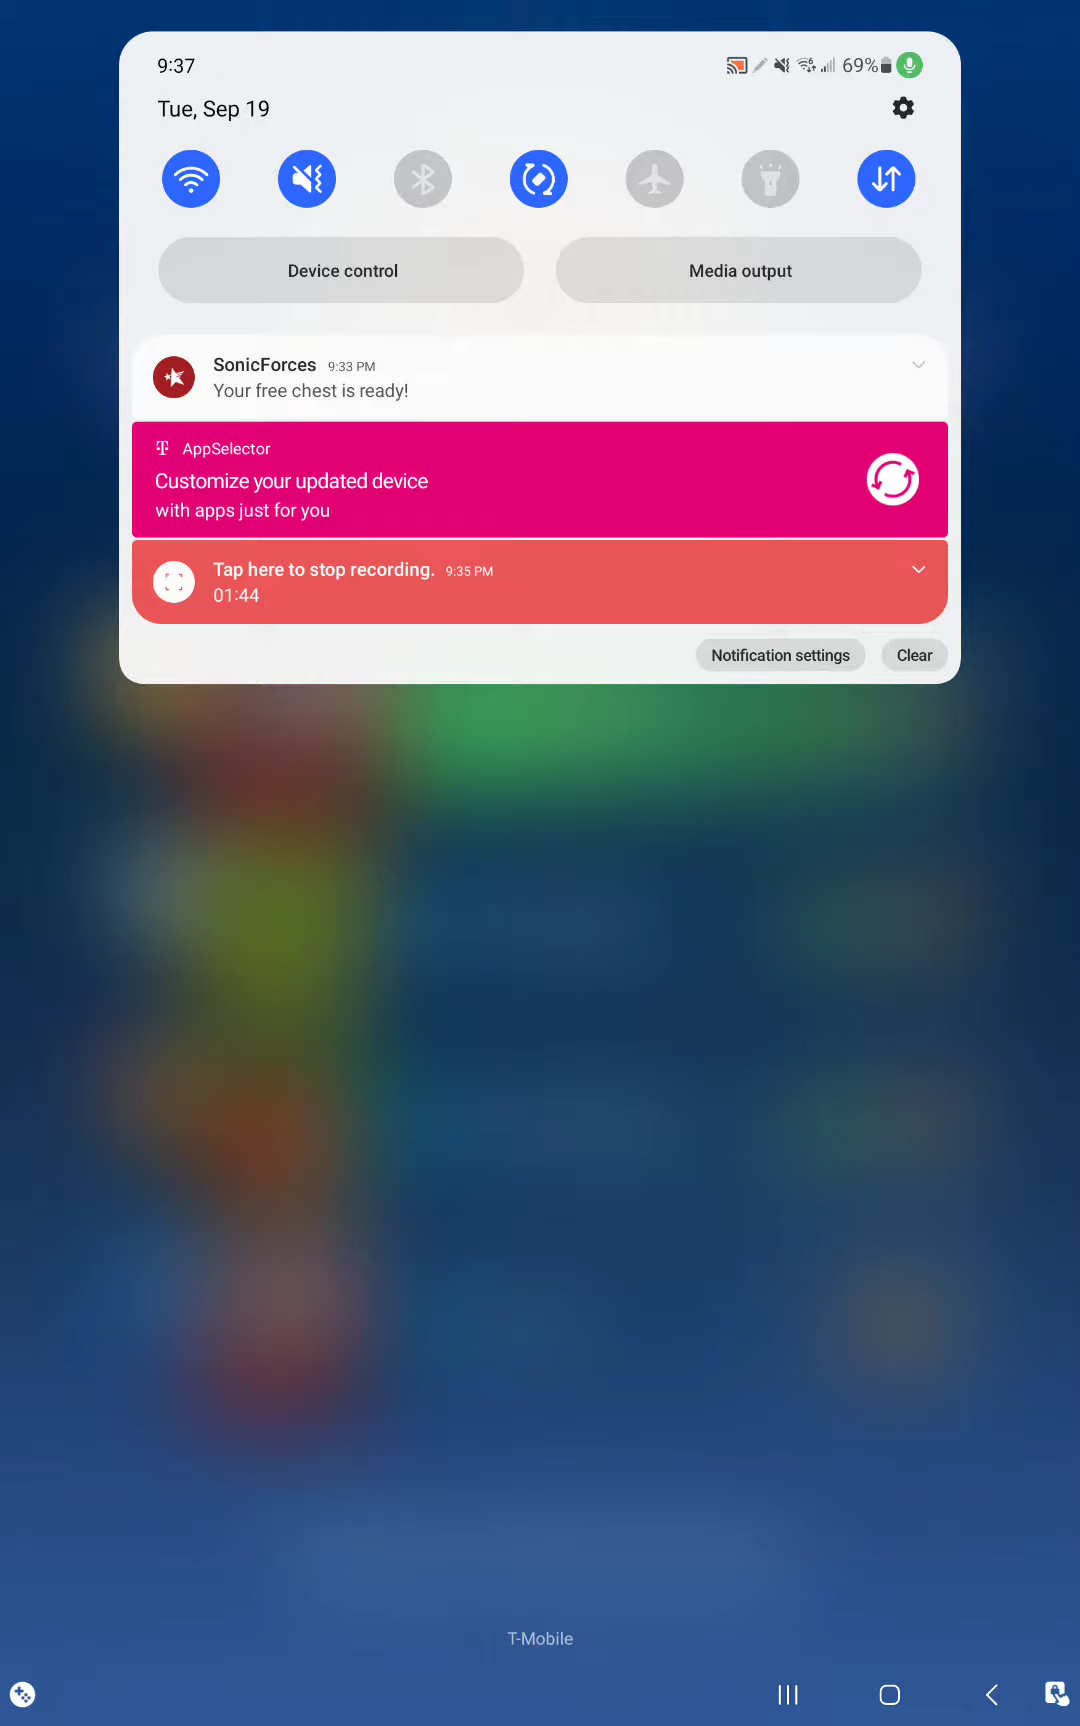 9:37
69%
Tue, Sep 19
Device control
Media output
SonicForces 9:33 PM
Your free chest is ready!
AppSelector
Customize your updated device
with apps just for you
Tap here to stop recording. 9:35 PM
01:44
Notification settings
Clear
T-Mobile